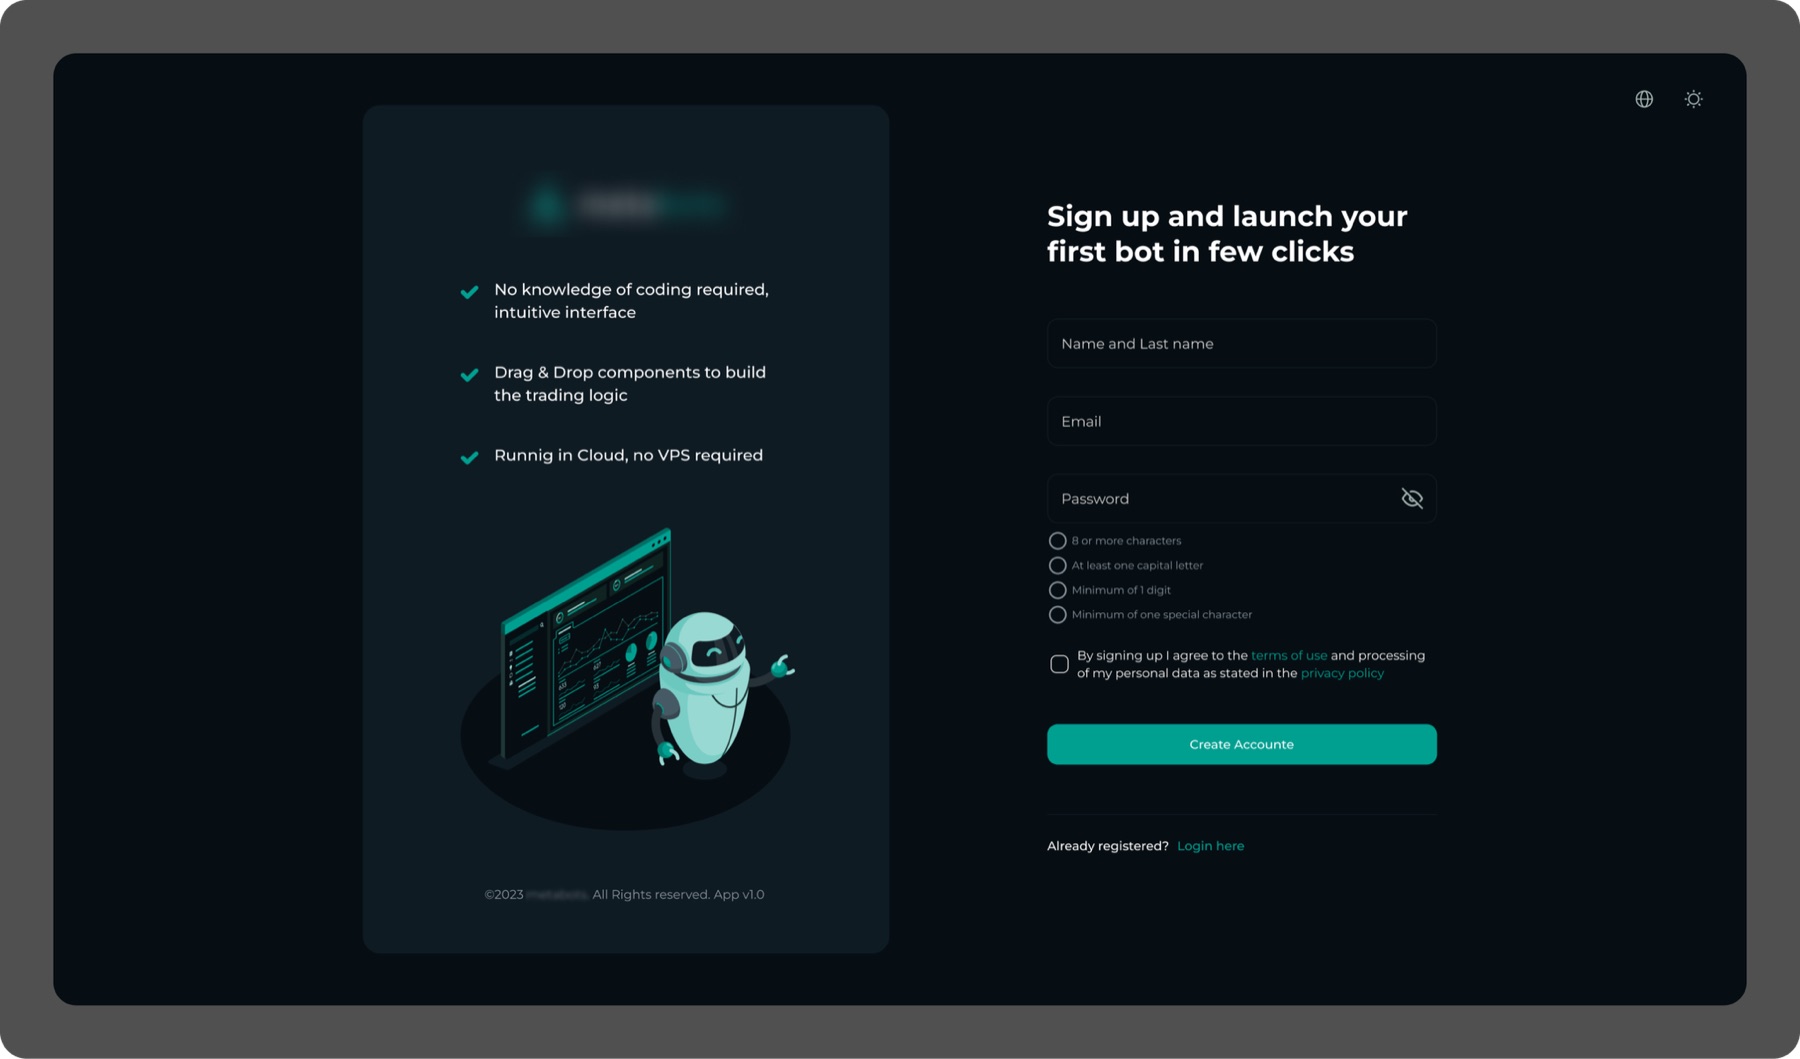 No knowledge of coding required,
intuitive interface
Drag & Drop components to build
the trading logic
Runnig in Cloud, no VPS required
©2023 All Rights reserved. App v1.0
Sign up and launch your
first bot in few clicks
Name and Last name
Email
Password
8 or more characters
At least one capital letter
Minimum of 1 digit
Minimum of one special character
By signing up I agree to the terms of use and processing
of my personal data as stated in the privacy policy
Create Accounte
Already registered? Login here